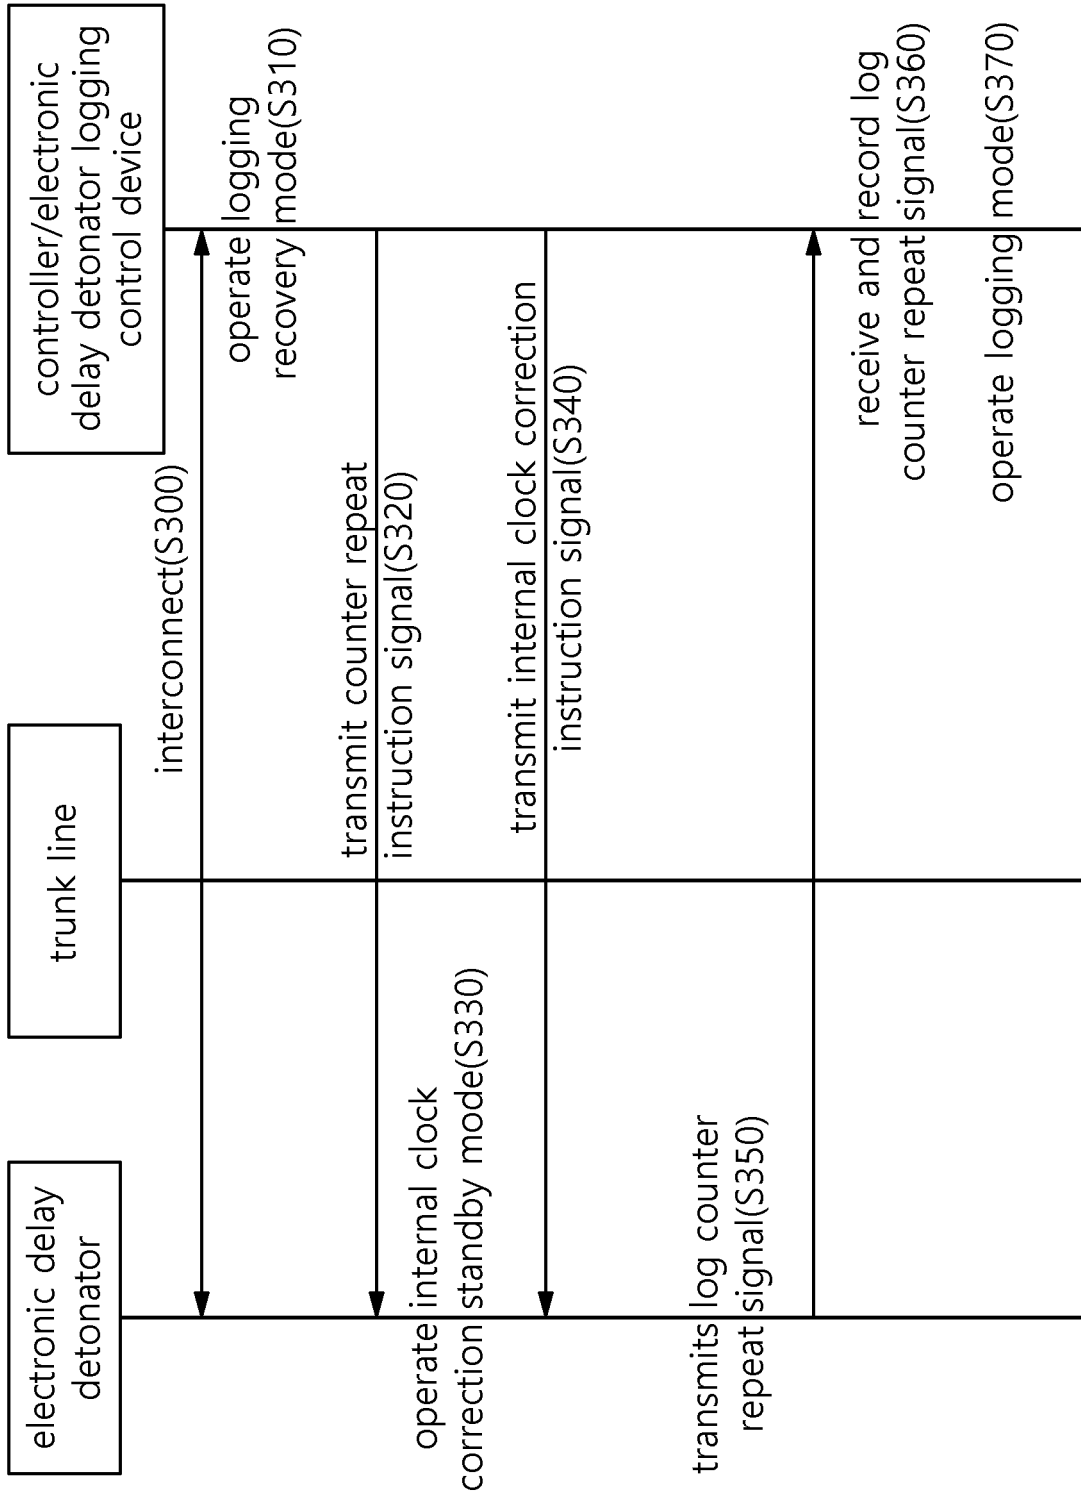 electronic delay
detonator
trunk line
controller/electronic
delay detonator logging
control device
interconnect(S300)
operate logging
recovery mode(S310)
transmit counter repeat
instruction signal(S320)
operate internal clock
correction standby mode(S330)
transmit internal clock correction
instruction signal(S340)
transmits log counter
repeat signal(S350)
receive and record log
counter repeat signal(S360)
operate logging mode(S370)